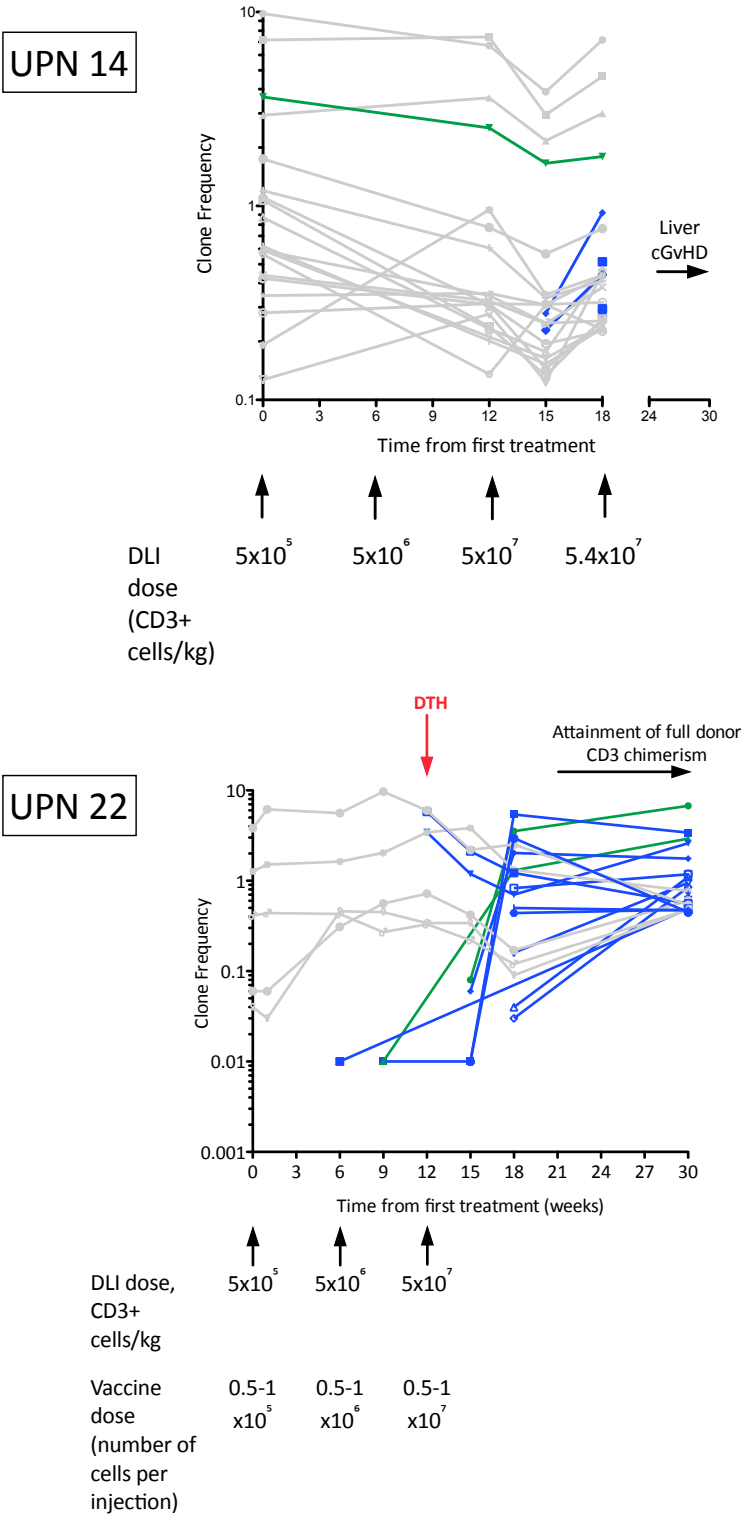 UPN 14
10
1
0.1
Clone Frequency
0 3 6 9 12 15 18 24 30
Time from first treatment
Liver
cGvHD
DLI
dose
(CD3+
cells/kg)
5x10⁵ 5x10⁶ 5x10⁷ 5.4x10⁷
UPN 22
DTH
Attainment of full donor
CD3 chimerism
10
1
0.1
0.01
0.001
Clone Frequency
0 3 6 9 12 15 18 21 24 27 30
Time from first treatment (weeks)
DLI dose,
CD3+
cells/kg
5x10⁵ 5x10⁶ 5x10⁷
Vaccine
dose
(number of
cells per
injection)
0.5-1 0.5-1 0.5-1
x10⁵ x10⁶ x10⁷